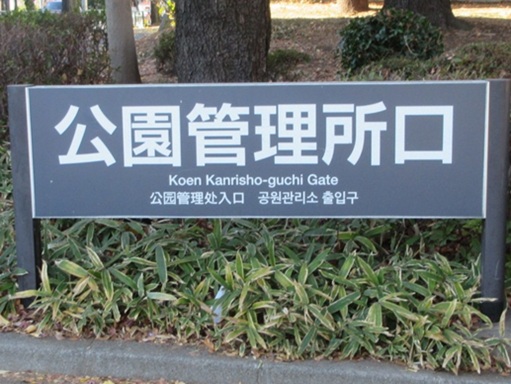 公園管理所口
Koen Kanrisho-guchi Gate
公园管理处入口 공원관리소 출입구